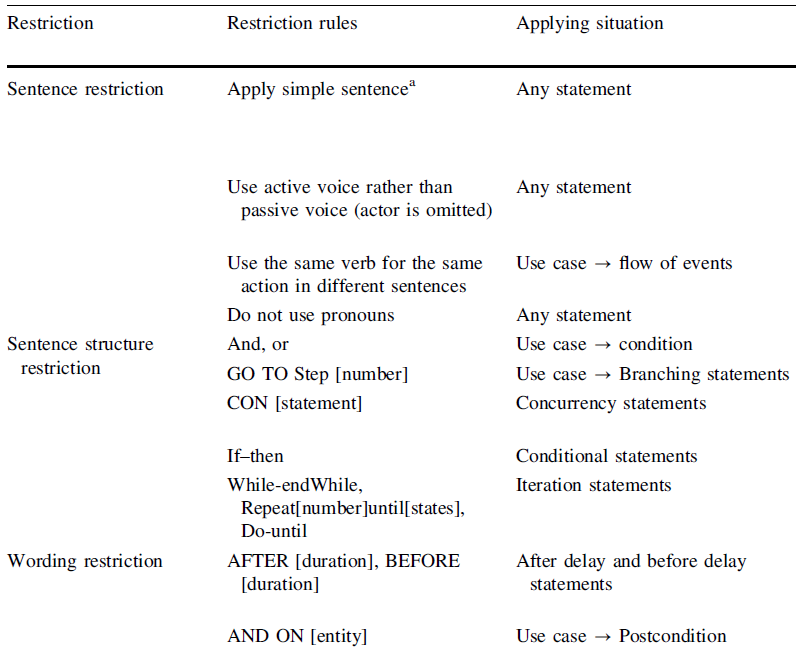 Restriction Restriction rules Applying situation
Sentence restriction Apply simple sentenceᵃ Any statement
Use active voice rather than Any statement
passive voice (actor is omitted)
Use the same verb for the same Use case → flow of events
action in different sentences
Do not use pronouns Any statement
Sentence structure And, or Use case → condition
restriction GO TO Step [number] Use case → Branching statements
CON [statement] Concurrency statements
If–then Conditional statements
While-endWhile, Iteration statements
Repeat[number]until[states],
Do-until
Wording restriction AFTER [duration], BEFORE After delay and before delay
[duration] statements
AND ON [entity] Use case → Postcondition